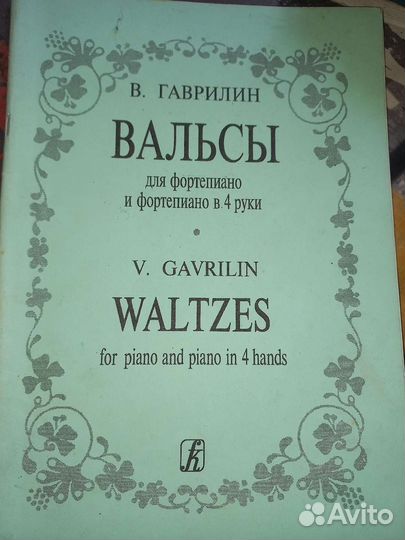 В. ГАВРИЛИН
ВАЛЬСЫ
для фортепиано
и фортепиано в 4 руки
V. GAVRILIN
WALTZES
for piano and piano in 4 hands
Avito